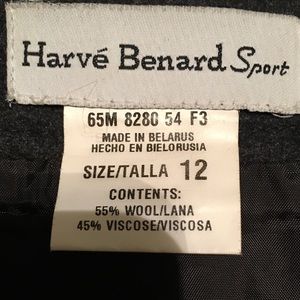 Harvé Benard Sport
65M 8280 54 F3
MADE IN BELARUS
HECHO EN BIELORUSIA
SIZE/TALLA 12
CONTENTS:
55% WOOL/LANA
45% VISCOSE/VISCOSA